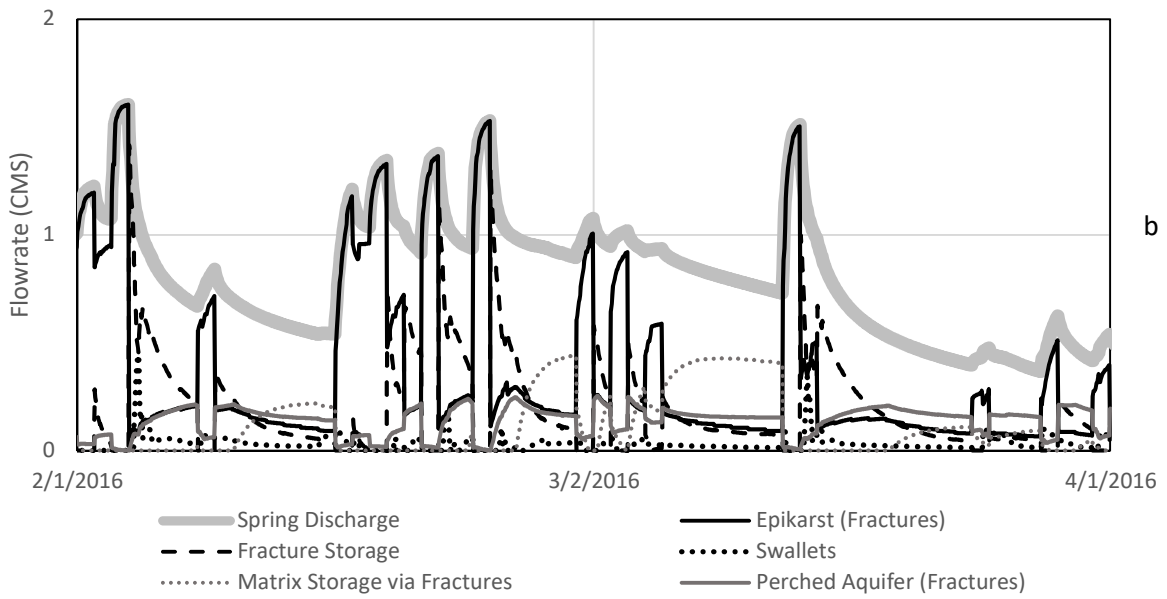 2
1
0
Flowrate (CMS)
b
2/1/2016 3/2/2016 4/1/2016
Spring Discharge Epikarst (Fractures)
Fracture Storage Swallets
Matrix Storage via Fractures Perched Aquifer (Fractures)